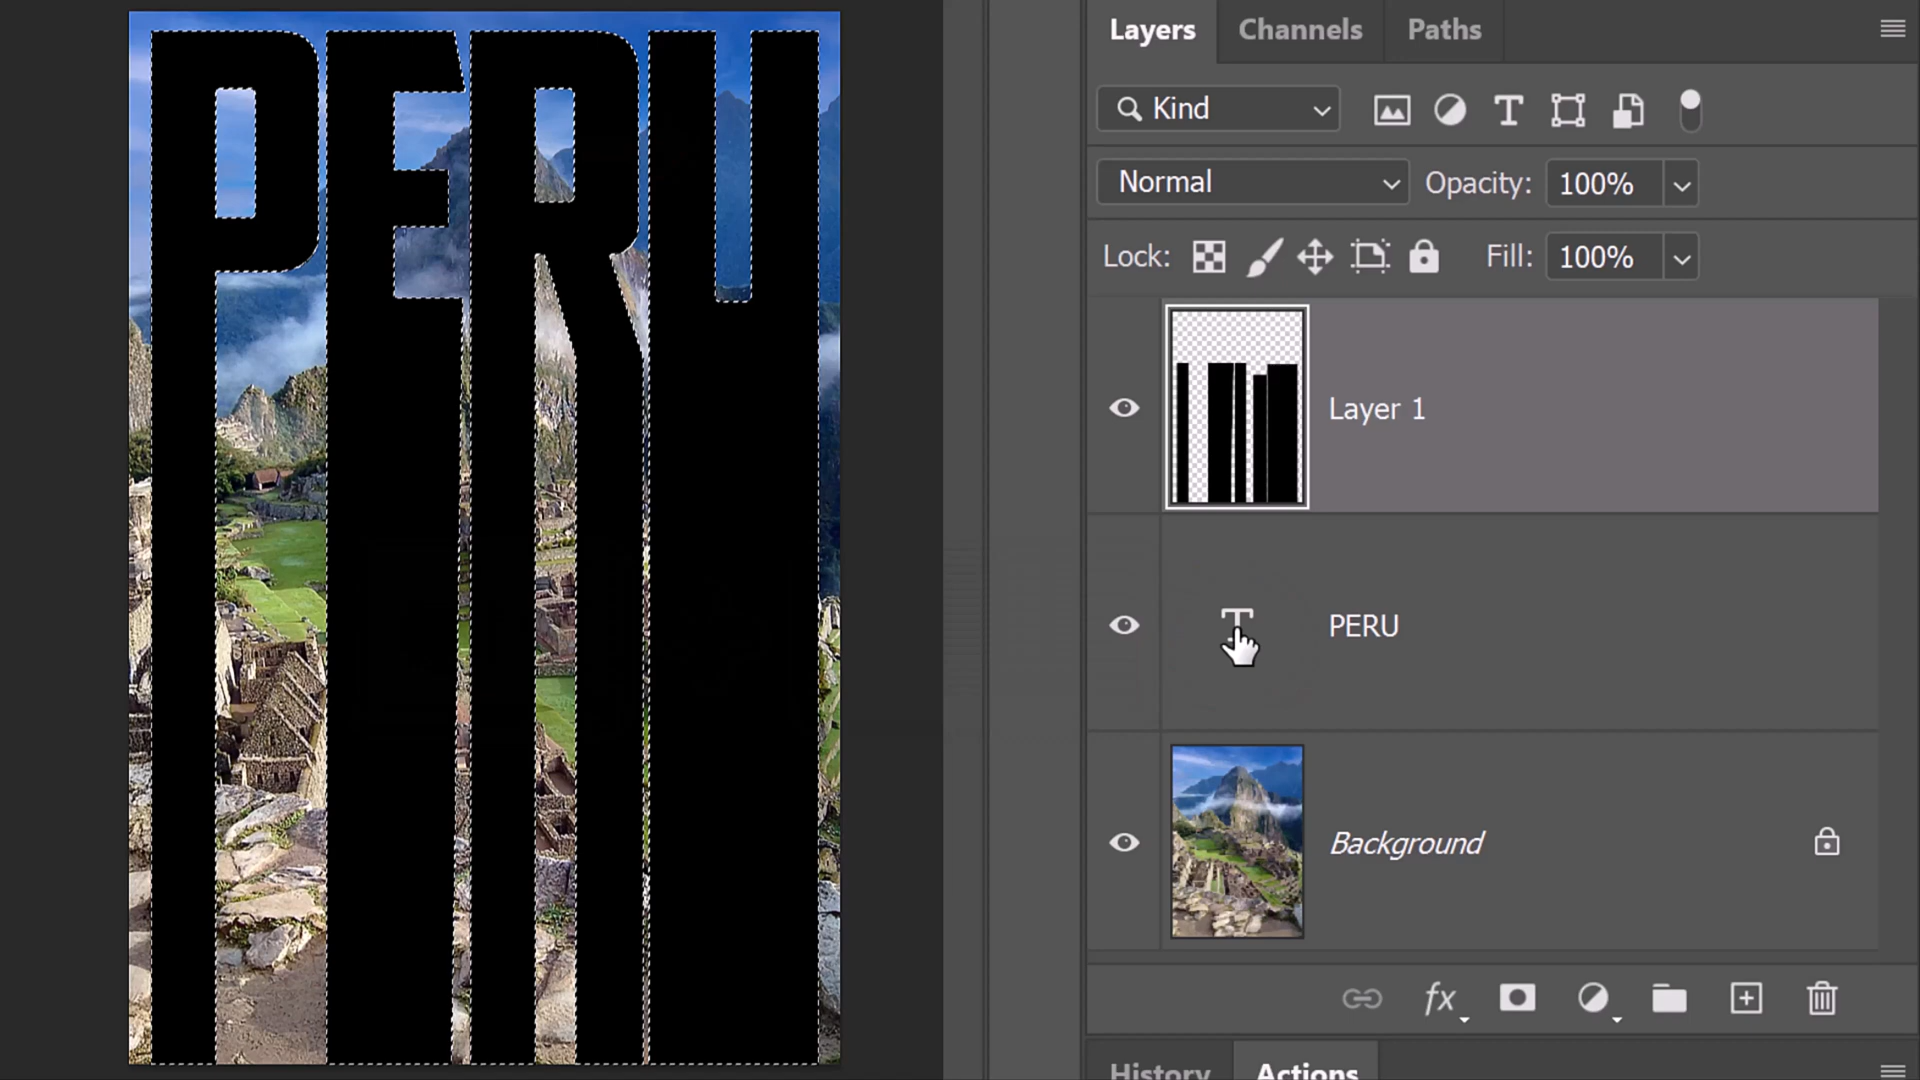 PERU
Layers Channels Paths
Kind
Normal Opacity: 100%
Lock: Fill: 100%
Layer 1
PERU
Background
fx
History Actions